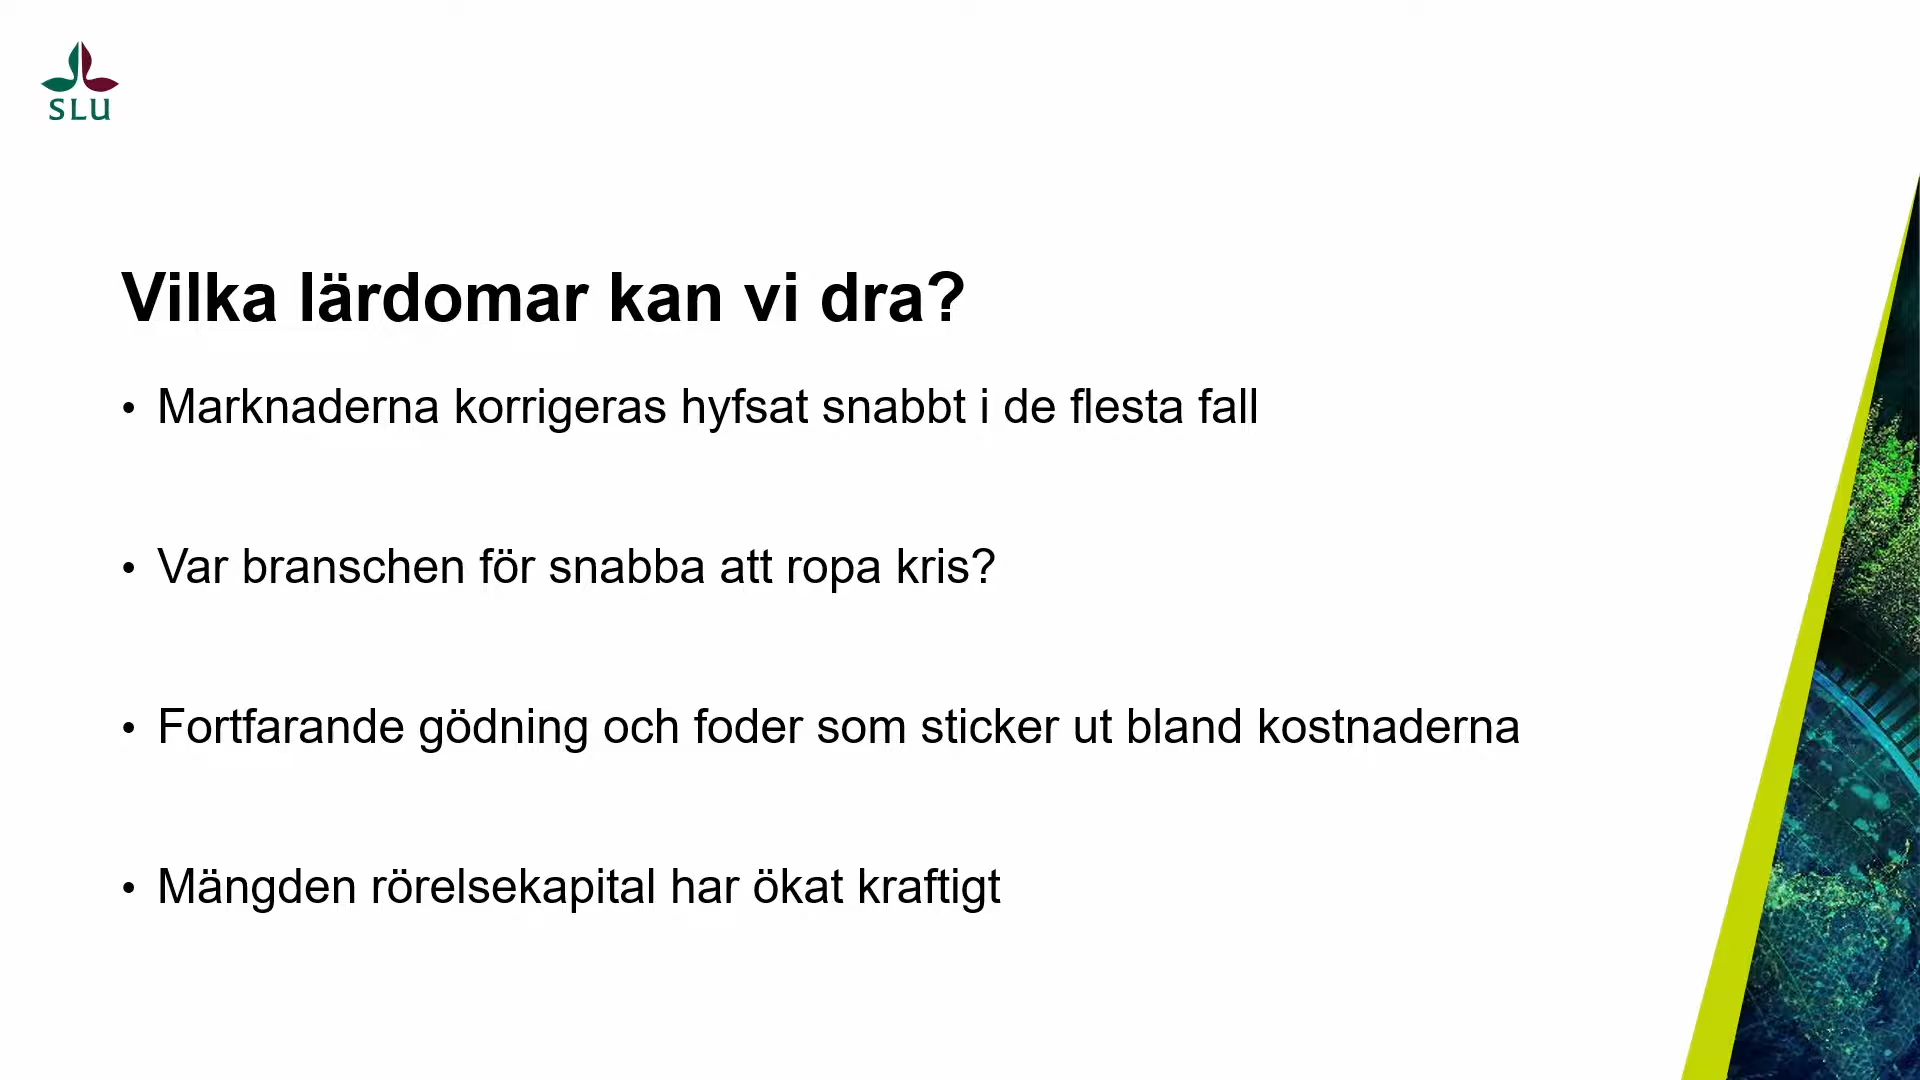 SLU
Vilka lärdomar kan vi dra?
• Marknaderna korrigeras hyfsat snabbt i de flesta fall
• Var branschen för snabba att ropa kris?
• Fortfarande gödning och foder som sticker ut bland kostnaderna
• Mängden rörelsekapital har ökat kraftigt